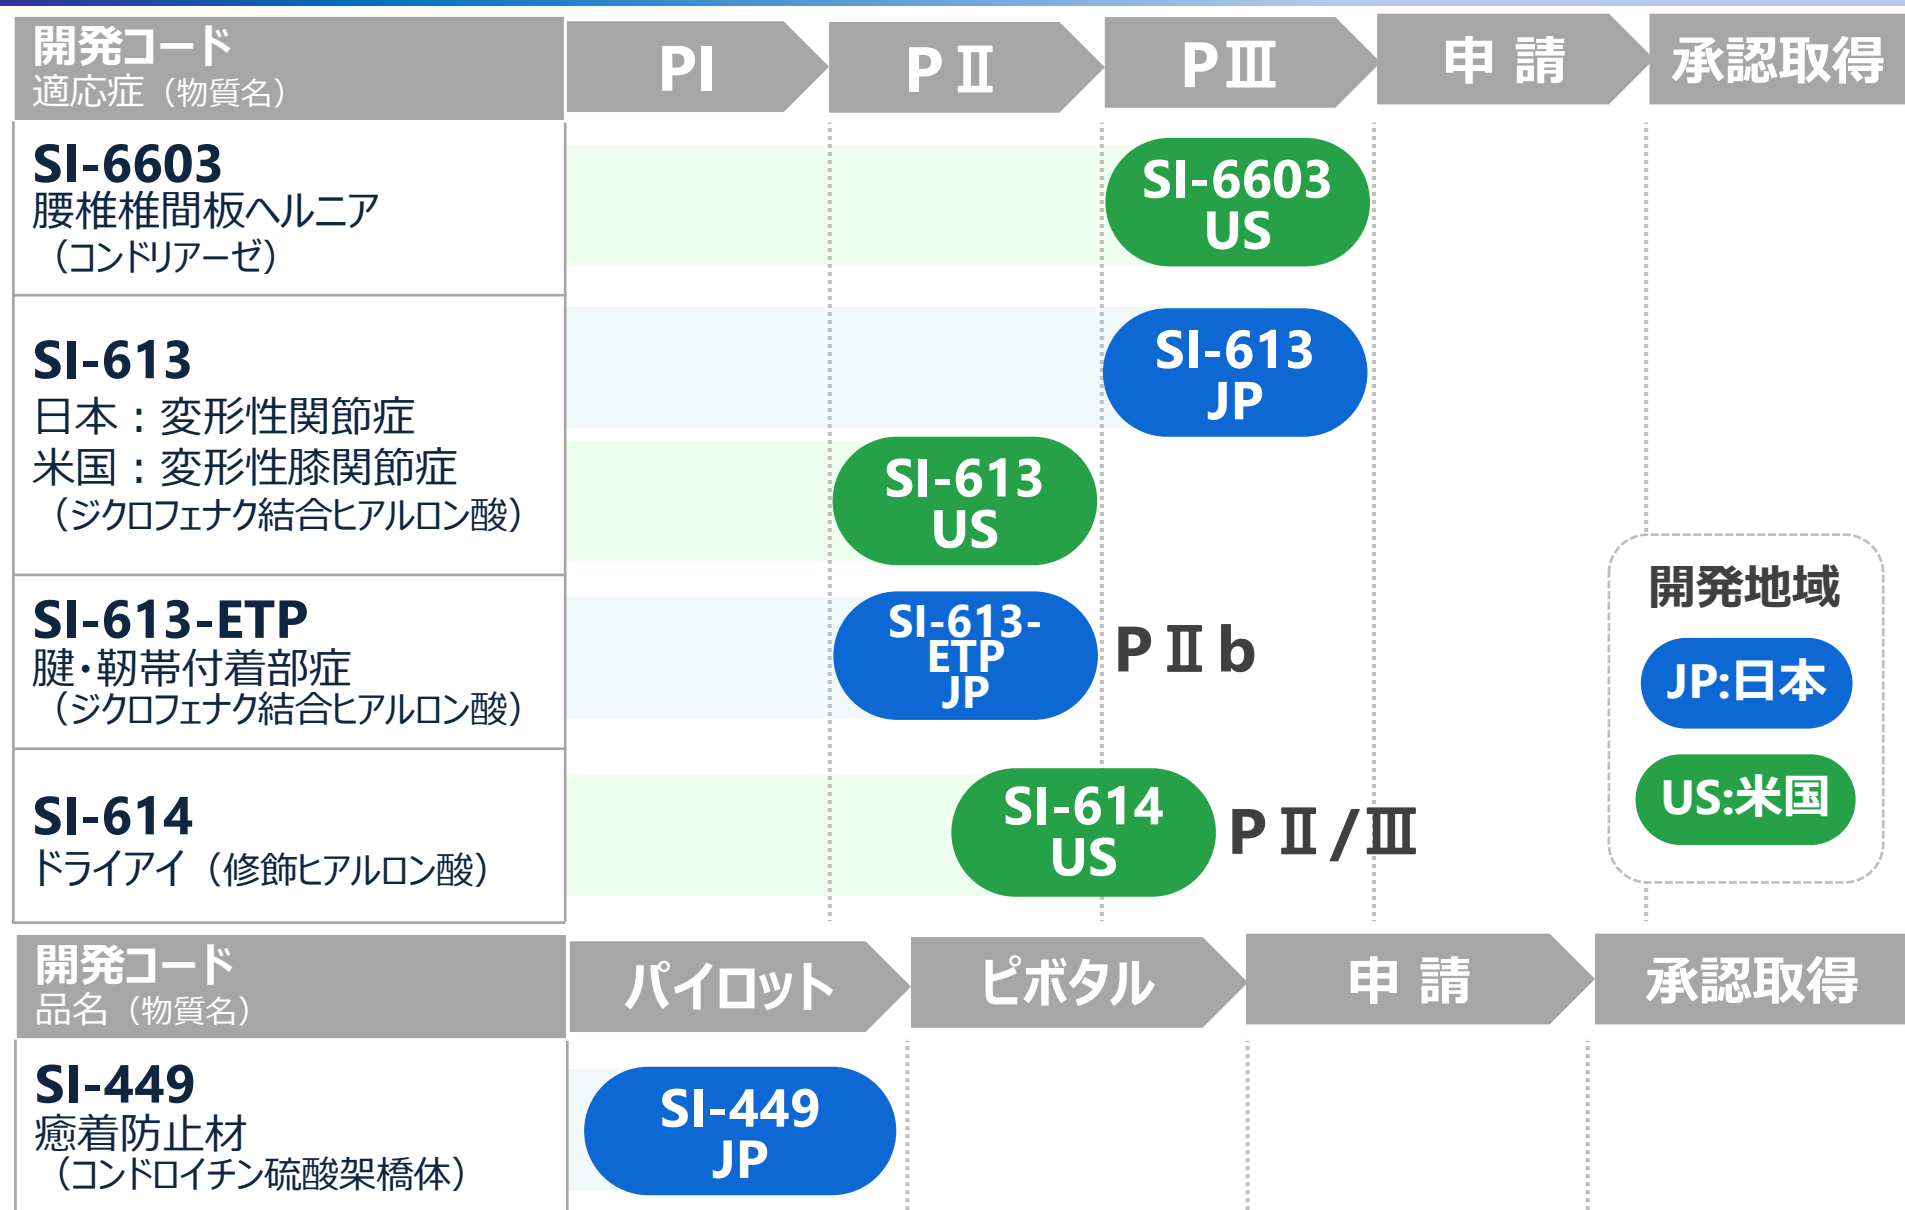 開発コード
適応症（物質名）
PⅠ
PⅡ
PⅢ
申 請
承認取得
SI-6603
腰椎椎間板ヘルニア
（コンドリアーゼ）
SI-6603
US
SI-613
日本：変形性関節症
米国：変形性膝関節症
（ジクロフェナク結合ヒアルロン酸）
SI-613
JP
SI-613
US
SI-613-ETP
腱・靭帯付着部症
（ジクロフェナク結合ヒアルロン酸）
SI-613-
ETP
JP
PⅡb
SI-614
ドライアイ（修飾ヒアルロン酸）
SI-614
US
PⅡ/Ⅲ
開発地域
JP:日本
US:米国
開発コード
品名（物質名）
パイロット
ピボタル
申 請
承認取得
SI-449
癒着防止材
（コンドロイチン硫酸架橋体）
SI-449
JP